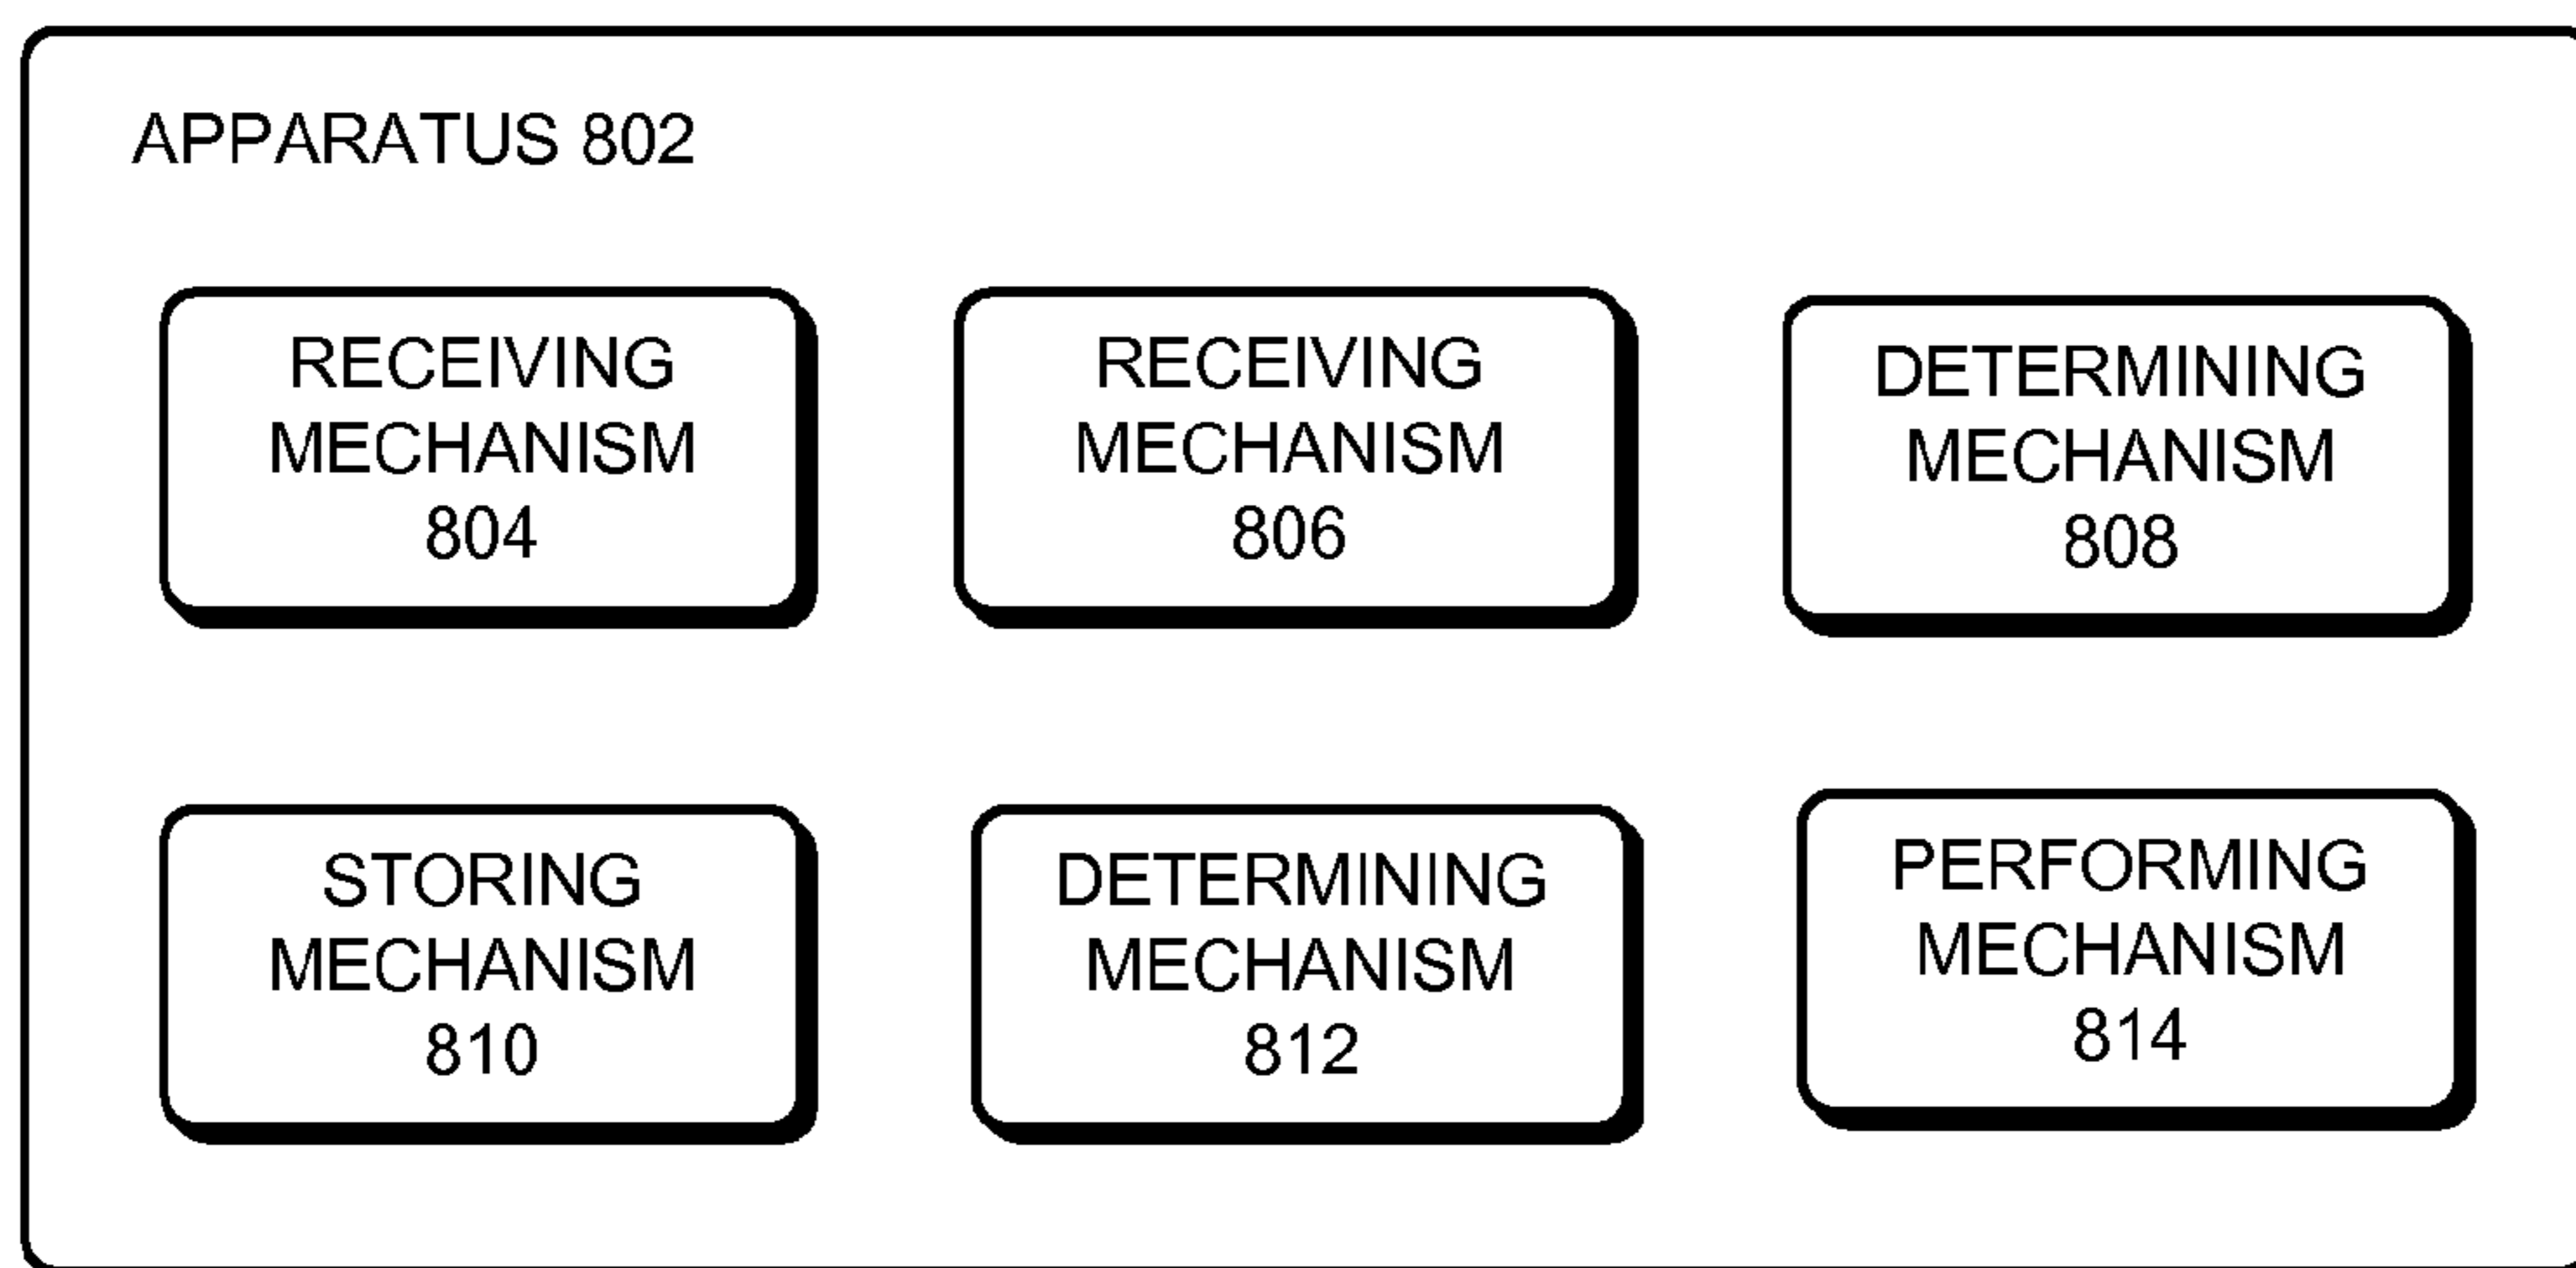 APPARATUS 802
RECEIVING
MECHANISM
804
RECEIVING
MECHANISM
806
DETERMINING
MECHANISM
808
STORING
MECHANISM
810
DETERMINING
MECHANISM
812
PERFORMING
MECHANISM
814